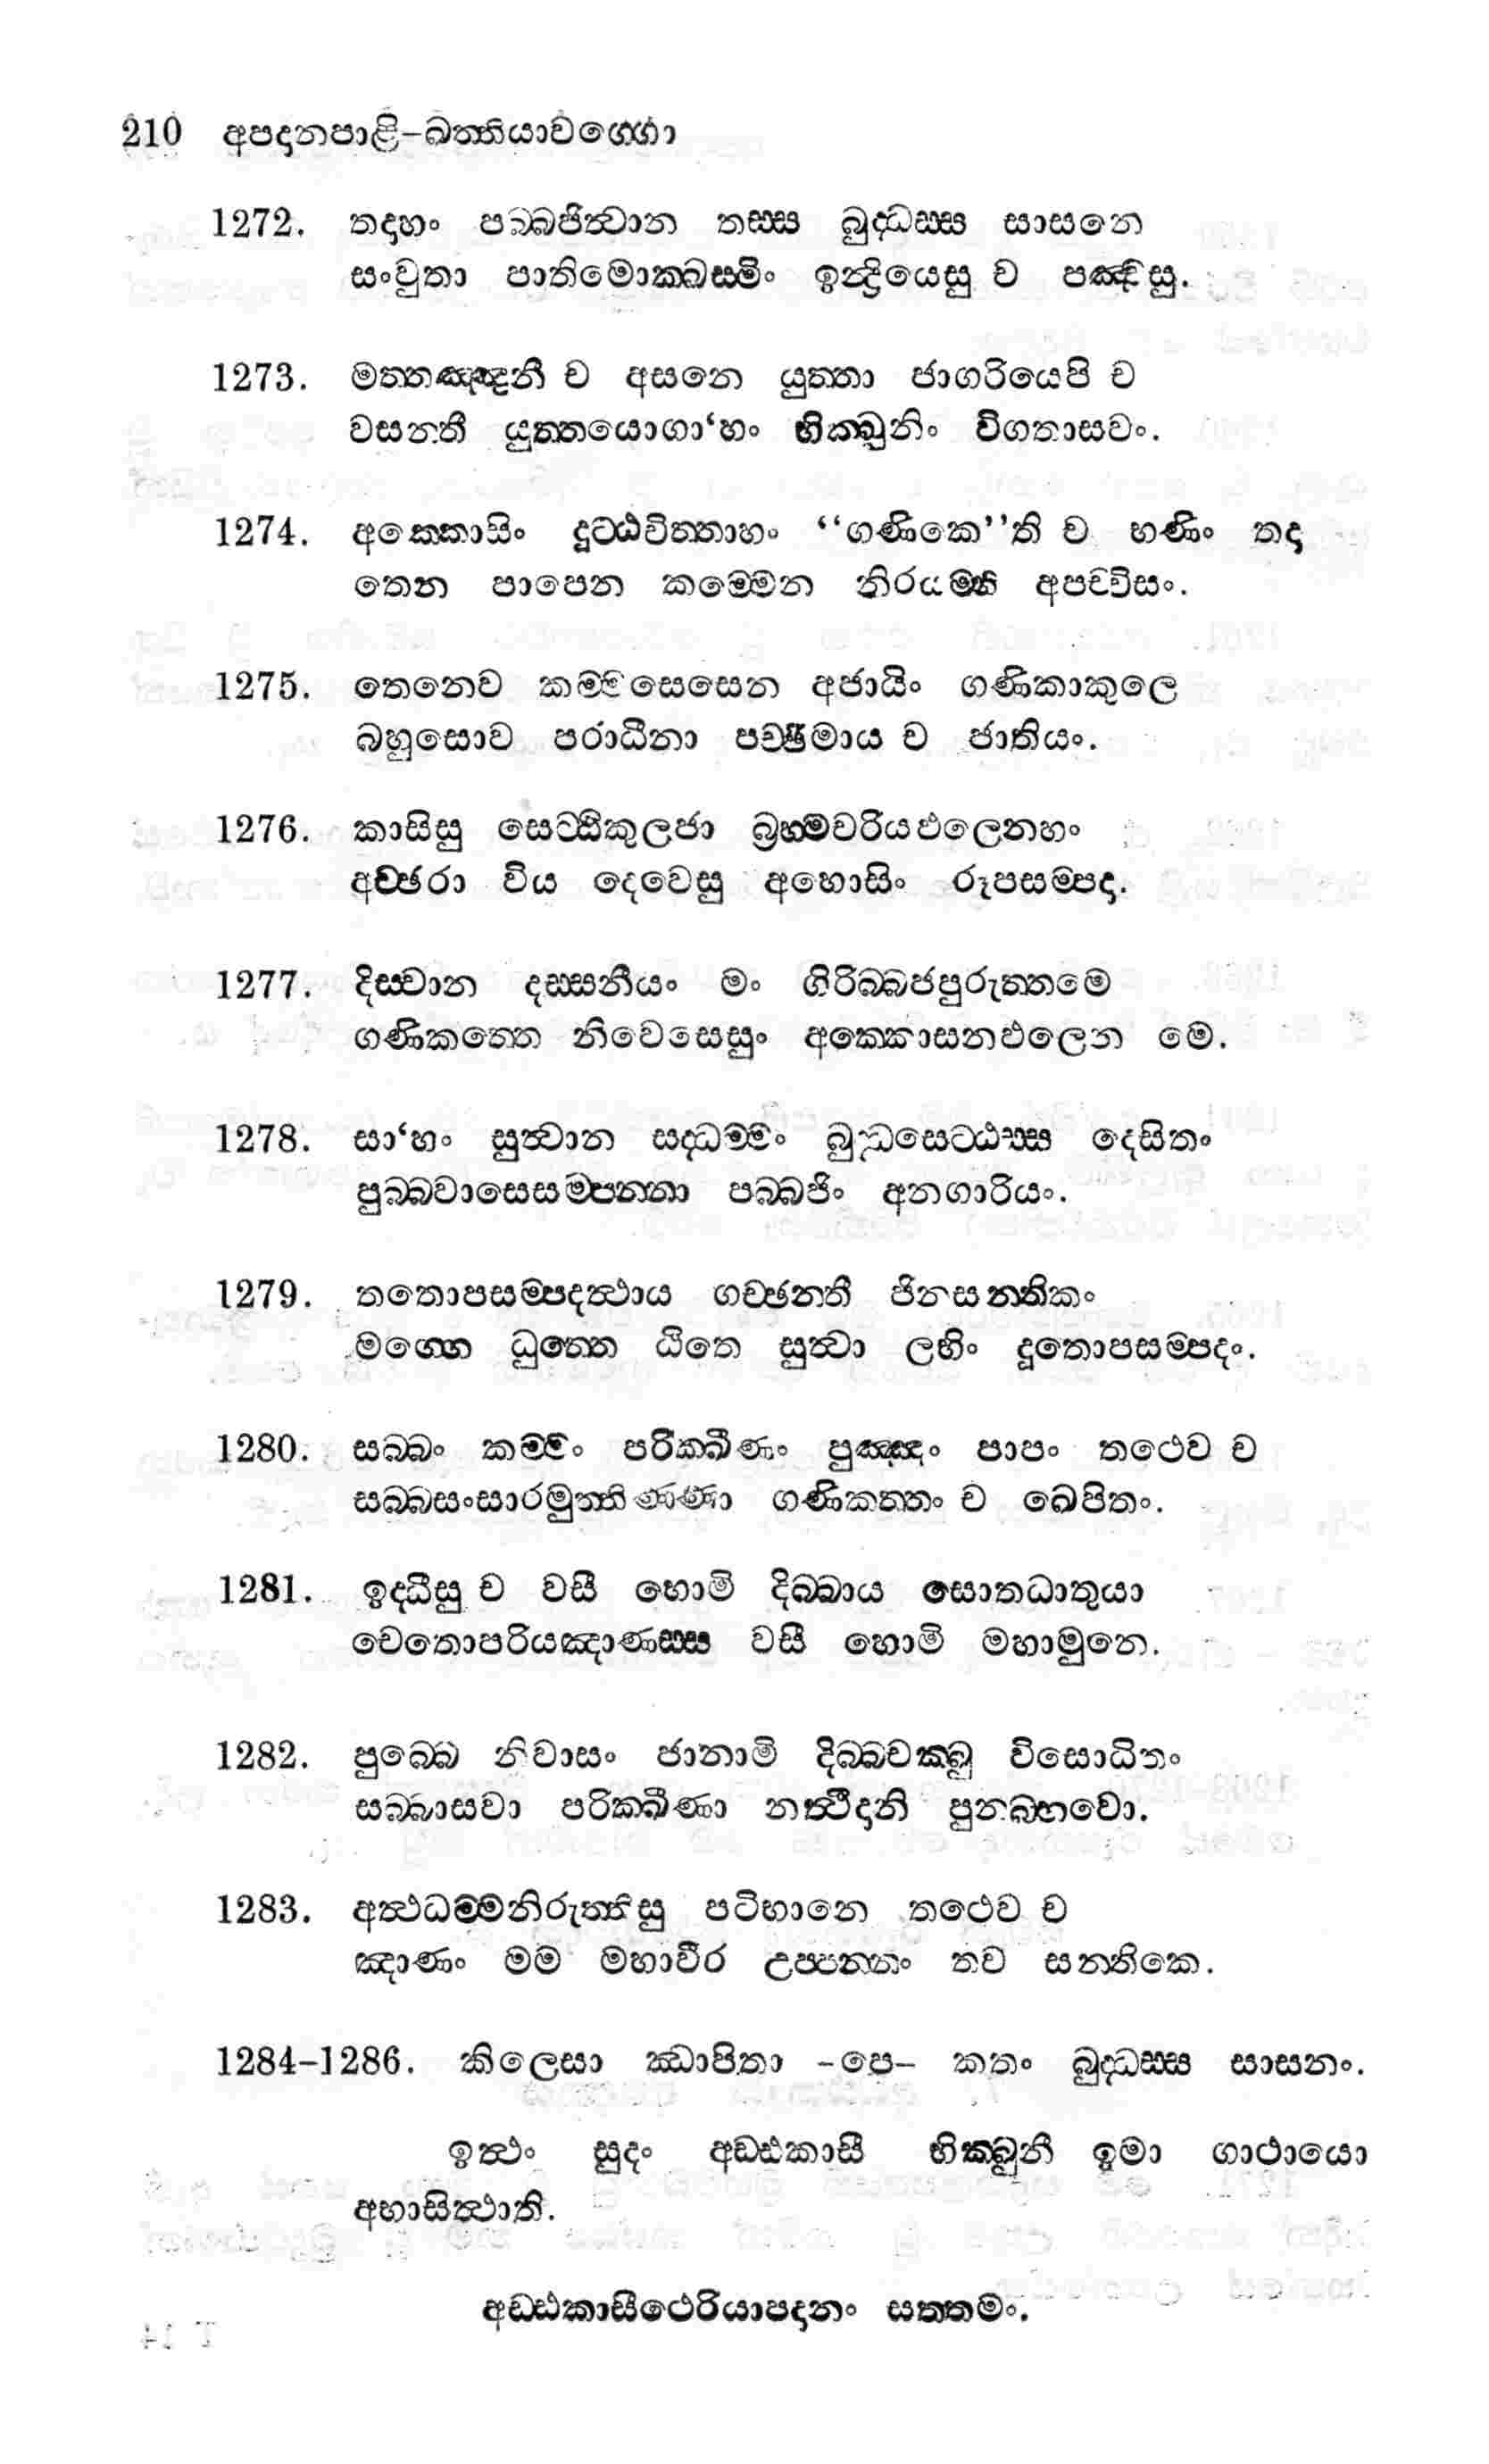 210 අපදානපාළි-ඛත්තියාවග්ගො
1272. තදාහං පබ්බජිත්වාන තස්ස බුද්ධස්ස සාසනෙ
සංවුතා පාතිමොක්ඛස්මිං ඉන්ද්‍රියෙසු ච පඤ්චසු.
1273. මත්තඤ්ඤුනී ච අසනෙ යුත්තා ජාගරියෙපි ච
වසන්තී යුත්තයොගා‘හං භික්ඛුනිං විගතාසවං.
1274. අක්කොසිං දුට්ඨචිත්තාහං “ගණිකෙ”ති ච භණිං තදා
තෙන පාපෙන කම්මෙන නිරයම්හි අපච්චිසං.
1275. තෙනෙව කම්මසෙසෙන අජායිං ගණිකාකුලෙ
බහුසොව පරාධීනා පච්ඡිමාය ච ජාතියං.
1276. කාසිසු සෙට්ඨිකුලජා බ්‍රහ්මචරියඵලෙනහං
අච්ඡරා විය දෙවෙසු අහොසිං රූපසම්පදා.
1277. දිස්වාන දස්සනීයං මං ගිරිබ්බජපුරුත්තමෙ
ගණිකත්තෙ නිවෙසෙසුං අක්කොසනඵලෙන මෙ.
1278. සා‘හං සුත්වාන සද්ධම්මං බුද්ධසෙට්ඨස්ස දෙසිතං
පුබ්බවාසෙසම්පන්නා පබ්බජිං අනගාරියං.
1279. තතොපසම්පදත්ථාය ගච්ඡන්තී ජිනසන්තිකං
මග්ගෙ ධුත්තෙ ඨිතෙ සුත්වා ලභිං දූතොපසම්පදං.
1280. සබ්බං කම්මං පරික්ඛීණං පුඤ්ඤං පාපං තථෙව ච
සබ්බසංසාරමුත්තිණ්ණා ගණිකත්තං ච ඛෙපිතං.
1281. ඉද්ධීසු ච වසී හොමි දිබ්බාය සොතධාතුයා
චෙතොපරියඤාණස්ස වසී හොමි මහාමුනෙ.
1282. පුබ්බෙ නිවාසං ජානාමි දිබ්බචක්ඛු විසොධිතං
සබ්බාසවා පරික්ඛීණා නත්ථිදානි පුනබ්භවො.
1283. අත්ථධම්මනිරුත්තිසු පටිභානෙ තථෙව ච
ඤාණං මම මහාවීර උප්පන්නං තව සන්තිකෙ.
1284-1286. කිලෙසා ඣාපිතා -පෙ- කතං බුද්ධස්ස සාසනං.
ඉත්ථං සුදං අඩ්ඪකාසී භික්ඛුනී ඉමා ගාථායො
අභාසිත්ථාති.
අඩ්ඪකාසීථෙරියාපදානං සත්තමං.